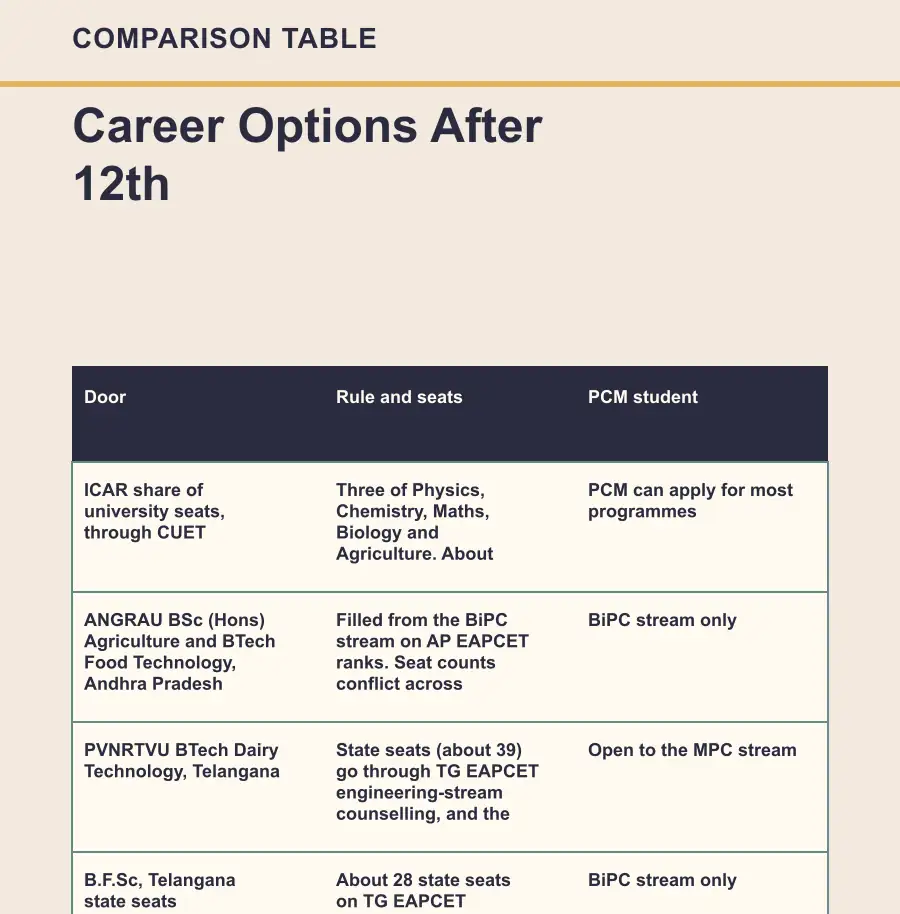 COMPARISON TABLE
Career Options After
12th
Door
Rule and seats
PCM student
ICAR share of
university seats,
through CUET
Three of Physics,
Chemistry, Maths,
Biology and
Agriculture. About
PCM can apply for most
programmes
ANGRAU BSc (Hons)
Agriculture and BTech
Food Technology,
Andhra Pradesh
Filled from the BiPC
stream on AP EAPCET
ranks. Seat counts
conflict across
BiPC stream only
PVNRTVU BTech Dairy
Technology, Telangana
State seats (about 39)
go through TG EAPCET
engineering-stream
counselling, and the
Open to the MPC stream
B.F.Sc, Telangana
state seats
About 28 state seats
on TG EAPCET
BiPC stream only